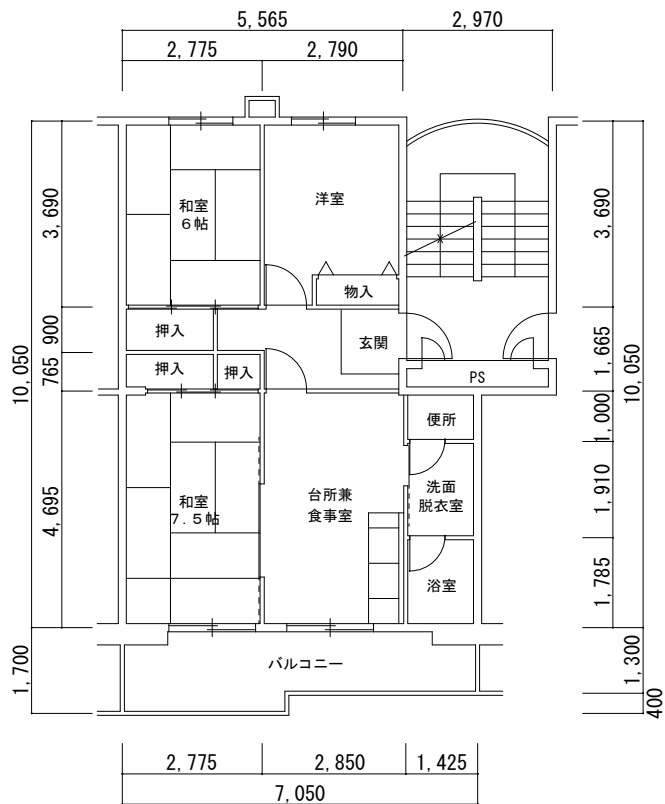 5,565
2,970
2,775
2,790
3,690
900
765
10,050
4,695
1,700
和室
6帖
洋室
物入
押入
玄関
押入
押入
PS
便所
和室
7.5帖
台所兼
食事室
洗面
脱衣室
浴室
バルコニー
3,690
1,665
10,050
1,000
1,910
1,785
1,300
400
2,775
2,850
1,425
7,050